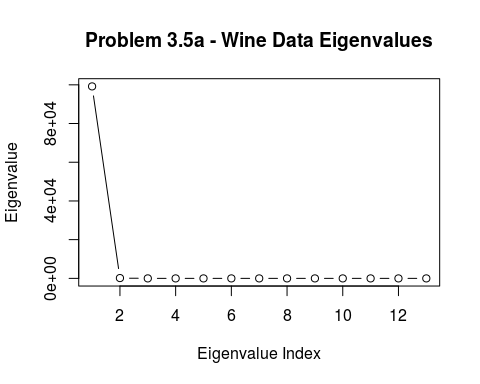 Problem 3.5a - Wine Data Eigenvalues
Eigenvalue
8e+04
4e+04
0e+00
2 4 6 8 10 12
Eigenvalue Index